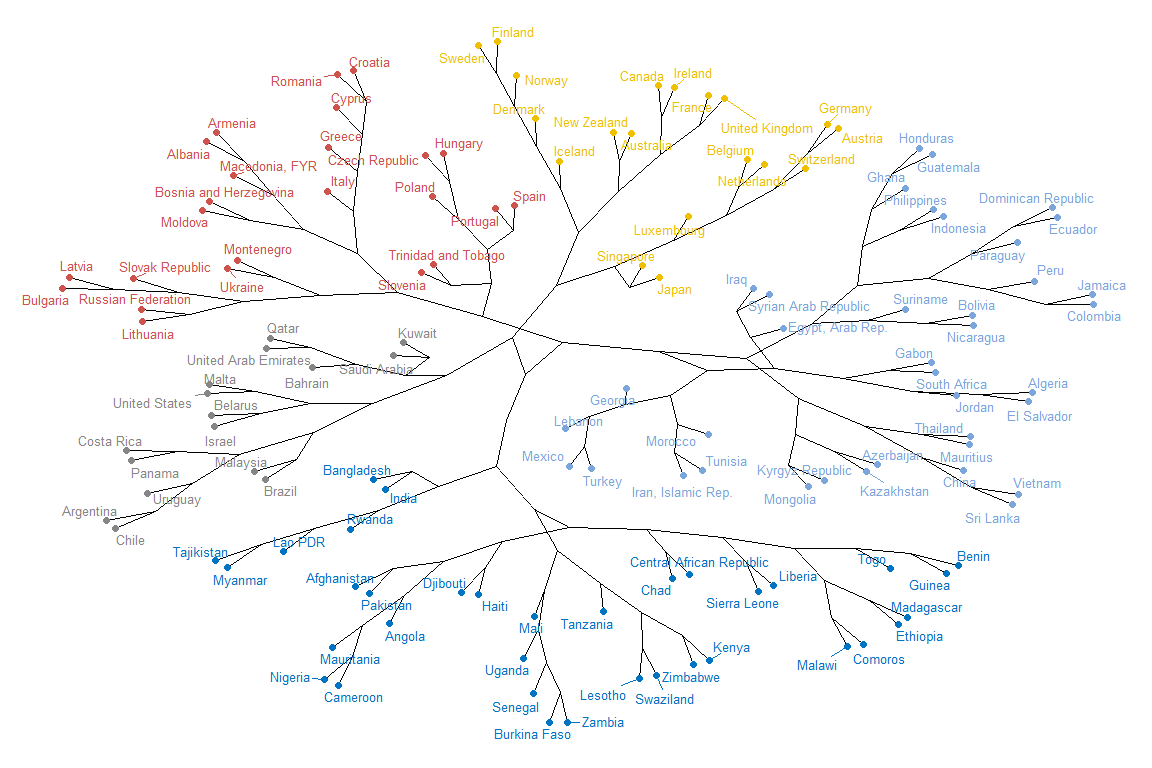 Finland
Sweden
Norway
Denmark
Iceland
Croatia
Romania
Cyprus
Greece
Czech Republic
Italy
Hungary
Poland
Spain
Portugal
Trinidad and Tobago
Slovenia
Armenia
Albania
Macedonia, FYR
Bosnia and Herzegovina
Moldova
Montenegro
Ukraine
Latvia
Slovak Republic
Bulgaria
Russian Federation
Lithuania
Canada
Ireland
France
United Kingdom
New Zealand
Australia
Germany
Austria
Belgium
Switzerland
Netherlands
Luxembourg
Singapore
Japan
Honduras
Guatemala
Ghana
Philippines
Indonesia
Dominican Republic
Ecuador
Paraguay
Peru
Jamaica
Colombia
Iraq
Syrian Arab Republic
Egypt, Arab Rep.
Suriname
Bolivia
Nicaragua
Gabon
South Africa
Algeria
Jordan
El Salvador
Thailand
Mauritius
China
Vietnam
Sri Lanka
Azerbaijan
Kazakhstan
Kyrgyz Republic
Mongolia
Georgia
Lebanon
Mexico
Turkey
Morocco
Tunisia
Iran, Islamic Rep.
Qatar
Kuwait
United Arab Emirates
Saudi Arabia
Bahrain
Malta
United States
Belarus
Israel
Costa Rica
Panama
Malaysia
Brazil
Uruguay
Argentina
Chile
Bangladesh
India
Rwanda
Lao PDR
Tajikistan
Myanmar
Afghanistan
Pakistan
Djibouti
Haiti
Angola
Mauritania
Nigeria
Cameroon
Mali
Uganda
Senegal
Burkina Faso
Zambia
Tanzania
Lesotho
Swaziland
Zimbabwe
Kenya
Central African Republic
Chad
Sierra Leone
Liberia
Togo
Benin
Guinea
Madagascar
Ethiopia
Malawi
Comoros